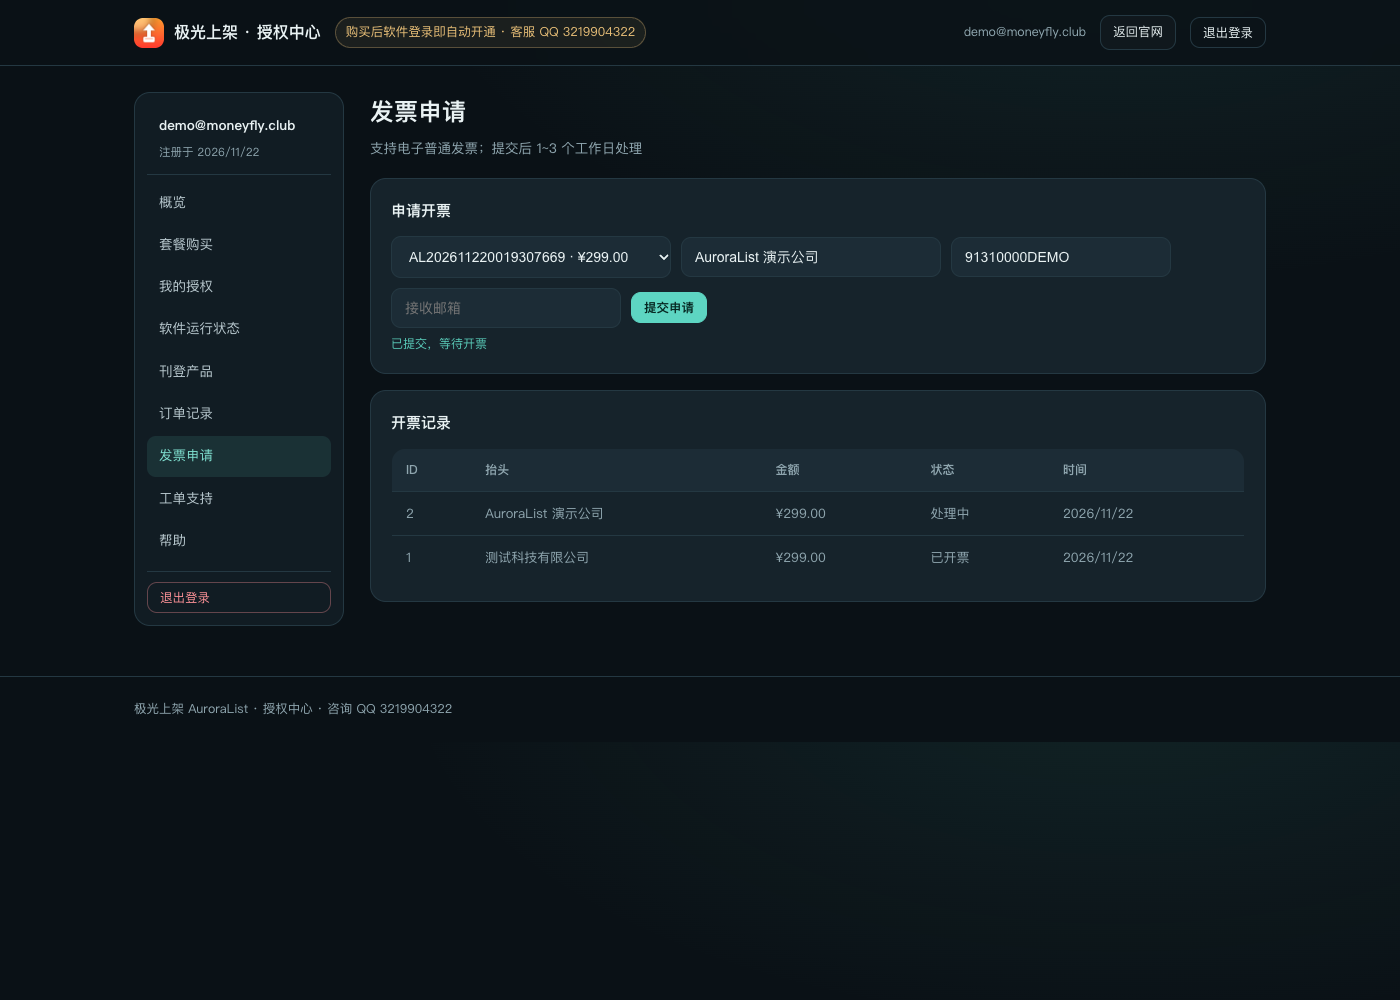 极光上架 · 授权中心
购买后软件登录即自动开通 · 客服 QQ 3219904322
demo@moneyfly.club
返回官网
退出登录
demo@moneyfly.club
注册于 2026/11/22
概览
套餐购买
我的授权
软件运行状态
刊登产品
订单记录
发票申请
工单支持
帮助
退出登录
发票申请
支持电子普通发票；提交后 1~3 个工作日处理
申请开票
AL202611220019307669 · ¥299.00
AuroraList 演示公司
91310000DEMO
接收邮箱
提交申请
已提交，等待开票
开票记录
ID 抬头 金额 状态 时间
2 AuroraList 演示公司 ¥299.00 处理中 2026/11/22
1 测试科技有限公司 ¥299.00 已开票 2026/11/22
极光上架 AuroraList · 授权中心 · 咨询 QQ 3219904322